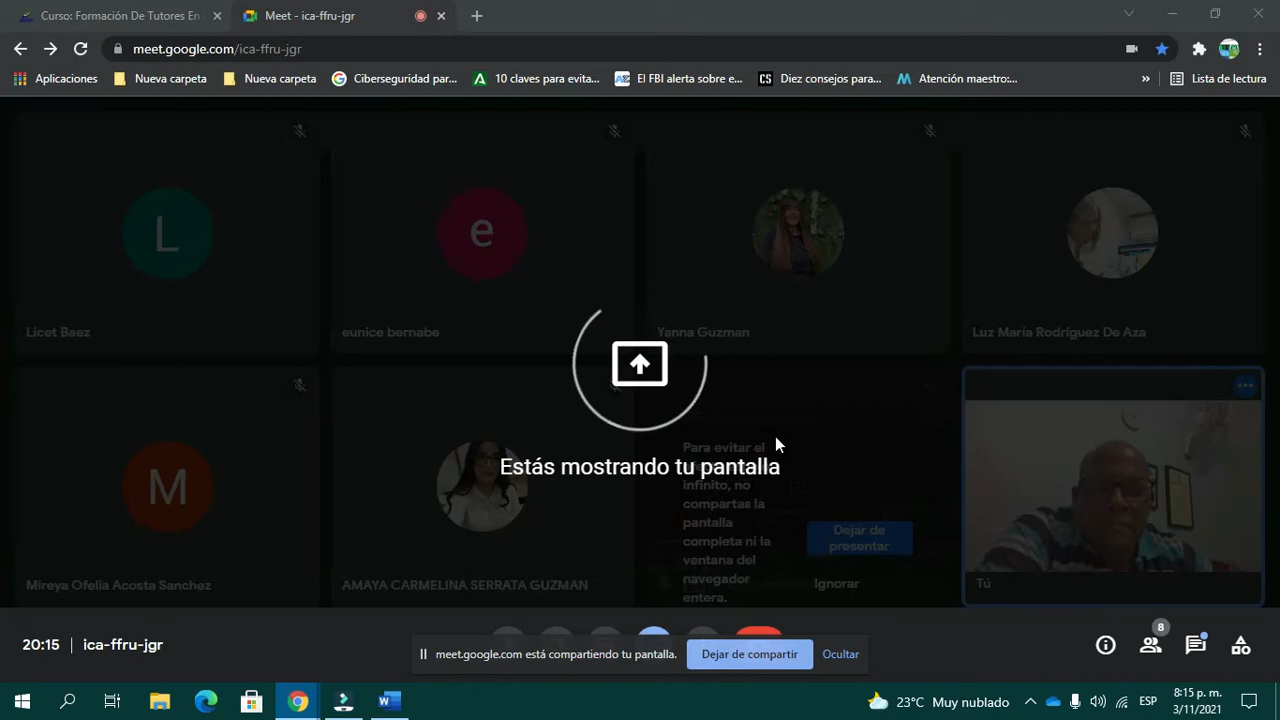 Curso: Formación De Tutores En
Meet - ica-ffru-jgr
meet.google.com/ica-ffru-jgr
Aplicaciones
Nueva carpeta
Nueva carpeta
Ciberseguridad par...
10 claves para evita...
El FBI alerta sobre e...
CS
Diez consejos para...
Atención maestro:...
»
Lista de lectura
L
e
Licet Baez
eunice bernabe
Yanna Guzman
Luz María Rodríguez De Aza
Estás mostrando tu pantalla
M
Para evitar el
infinito, no
compartas la
pantalla
completa ni la
ventana del
navegador
entera.
Dejar de
presentar
Ignorar
Mireya Ofelia Acosta Sanchez
AMAYA CARMELINA SERRATA GUZMAN
Tú
20:15 | ica-ffru-jgr
meet.google.com está compartiendo tu pantalla.
Dejar de compartir
Ocultar
8
23°C Muy nublado
ESP
8:15 p. m.
3/11/2021